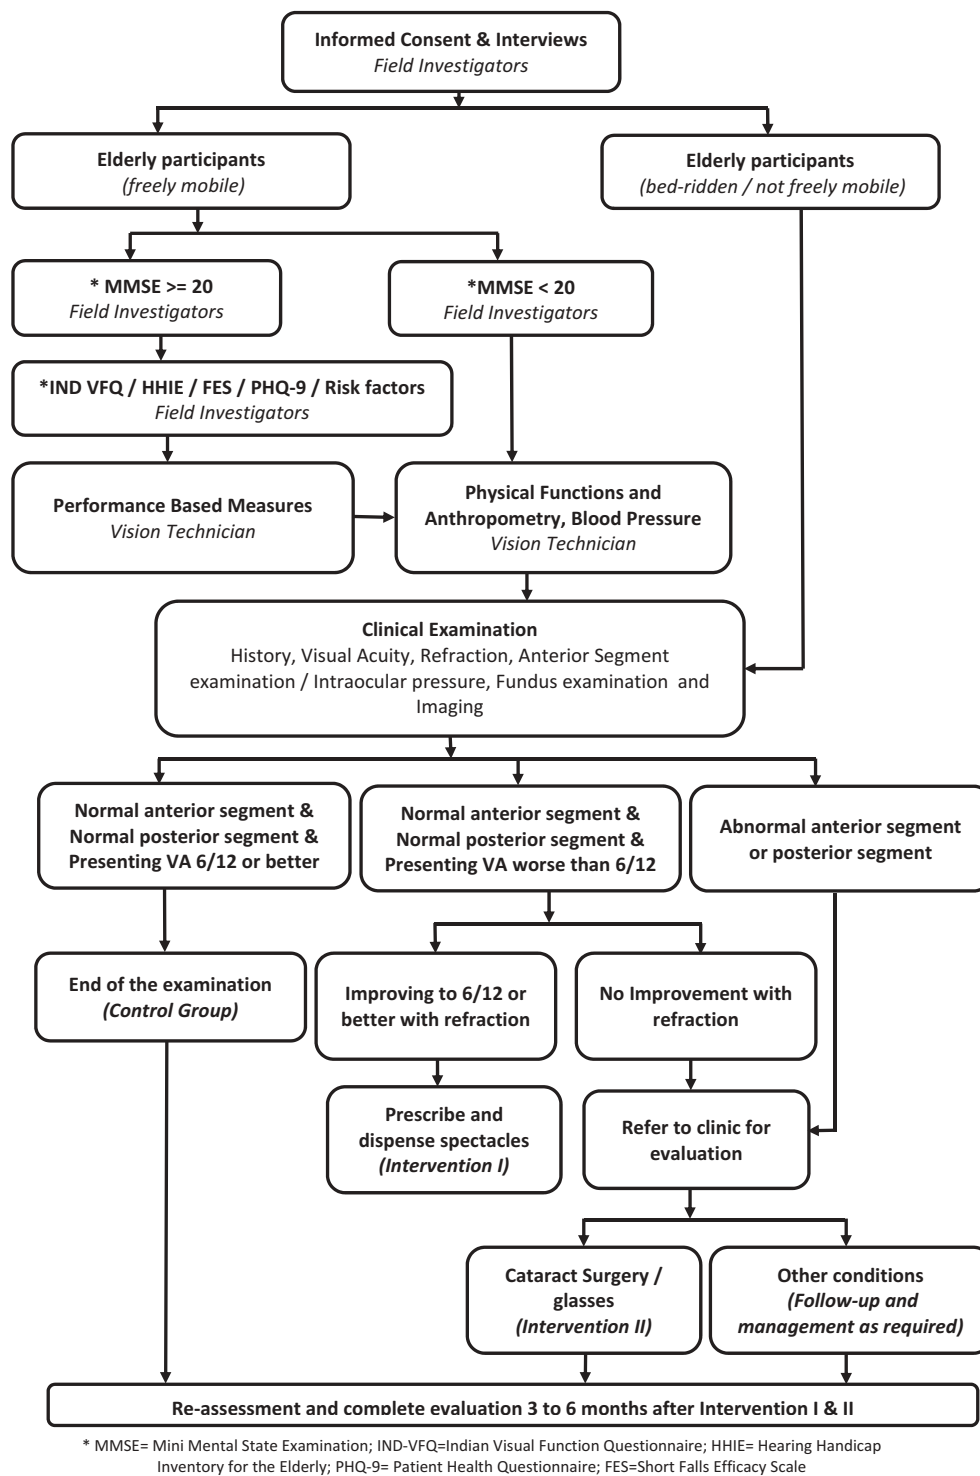 Informed Consent & Interviews
Field Investigators
Elderly participants
(freely mobile)
Elderly participants
(bed-ridden / not freely mobile)
* MMSE >= 20
Field Investigators
*MMSE < 20
Field Investigators
*IND VFQ / HHIE / FES / PHQ-9 / Risk factors
Field Investigators
Performance Based Measures
Vision Technician
Physical Functions and
Anthropometry, Blood Pressure
Vision Technician
Clinical Examination
History, Visual Acuity, Refraction, Anterior Segment
examination / Intraocular pressure, Fundus examination and
Imaging
Normal anterior segment &
Normal posterior segment &
Presenting VA 6/12 or better
Normal anterior segment &
Normal posterior segment &
Presenting VA worse than 6/12
Abnormal anterior segment
or posterior segment
End of the examination
(Control Group)
Improving to 6/12 or
better with refraction
No Improvement with
refraction
Prescribe and
dispense spectacles
(Intervention I)
Refer to clinic for
evaluation
Cataract Surgery /
glasses
(Intervention II)
Other conditions
(Follow-up and
management as required)
Re-assessment and complete evaluation 3 to 6 months after Intervention I & II
* MMSE= Mini Mental State Examination; IND-VFQ=Indian Visual Function Questionnaire; HHIE= Hearing Handicap
Inventory for the Elderly; PHQ-9= Patient Health Questionnaire; FES=Short Falls Efficacy Scale